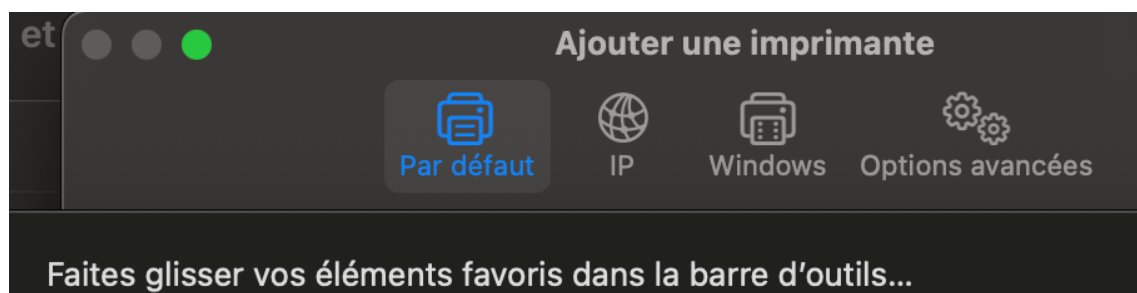 et
Ajouter une imprimante
Par défaut IP Windows Options avancées
Faites glisser vos éléments favoris dans la barre d’outils...